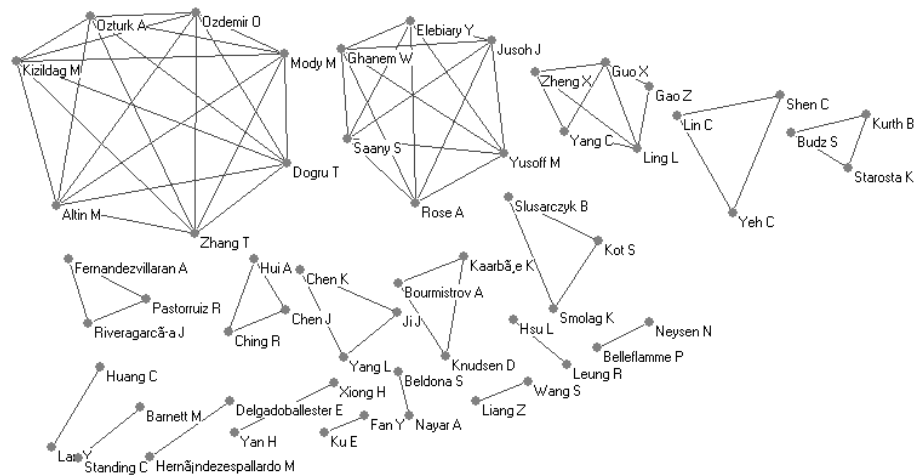 Ozturk A
Ozdemir O
Kizildag M
Mody M
Dogru T
Altin M
Zhang T
Elebiary Y
Ghanem W
Jusoh J
Saany S
Yusoff M
Rose A
Zheng X
Guo X
Gao Z
Yang C
Ling L
Lin C
Shen C
Yeh C
Budz S
Kurth B
Starosta K
Fernandezvillaran A
Pastorruiz R
Riveragarcã-a J
Hui A
Chen J
Ching R
Chen K
Ji J
Yang L
Kaarbã,e K
Bourmistrov A
Knudsen D
Slusarczyk B
Kot S
Smolag K
Hsu L
Leung R
Neysen N
Belleflamme P
Huang C
Barnett M
Standing C
Delgadoballester E
Hernãjndezespallardo M
Xiong H
Yan H
Ku E
Fan Y
Beldona S
Nayar A
Liang Z
Wang S